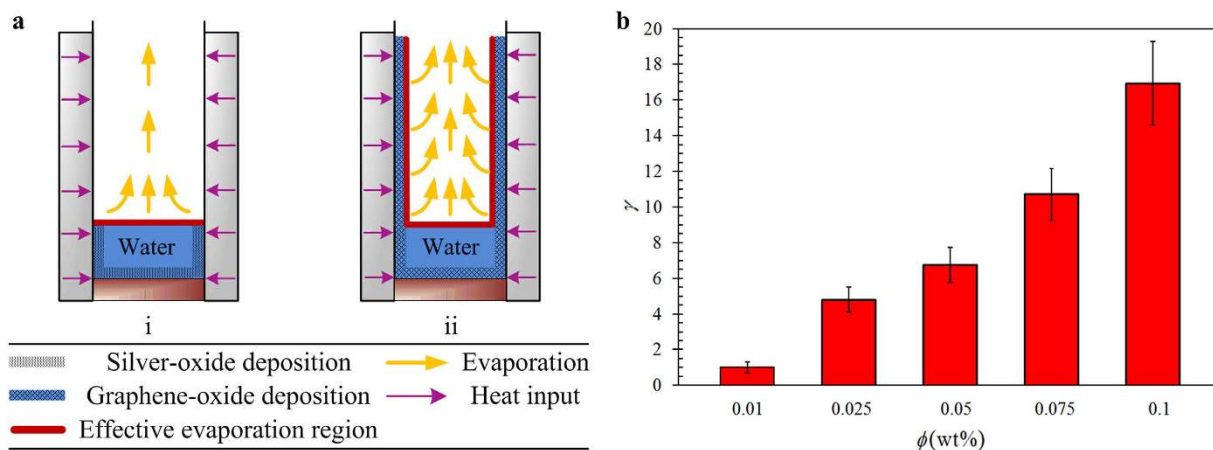 a
Water
Water
i
ii
Silver-oxide deposition
Evaporation
Graphene-oxide deposition
Heat input
Effective evaporation region
b
20
18
16
14
12
10
8
6
4
2
0
γ
0.01 0.025 0.05 0.075 0.1
ϕ(wt%)